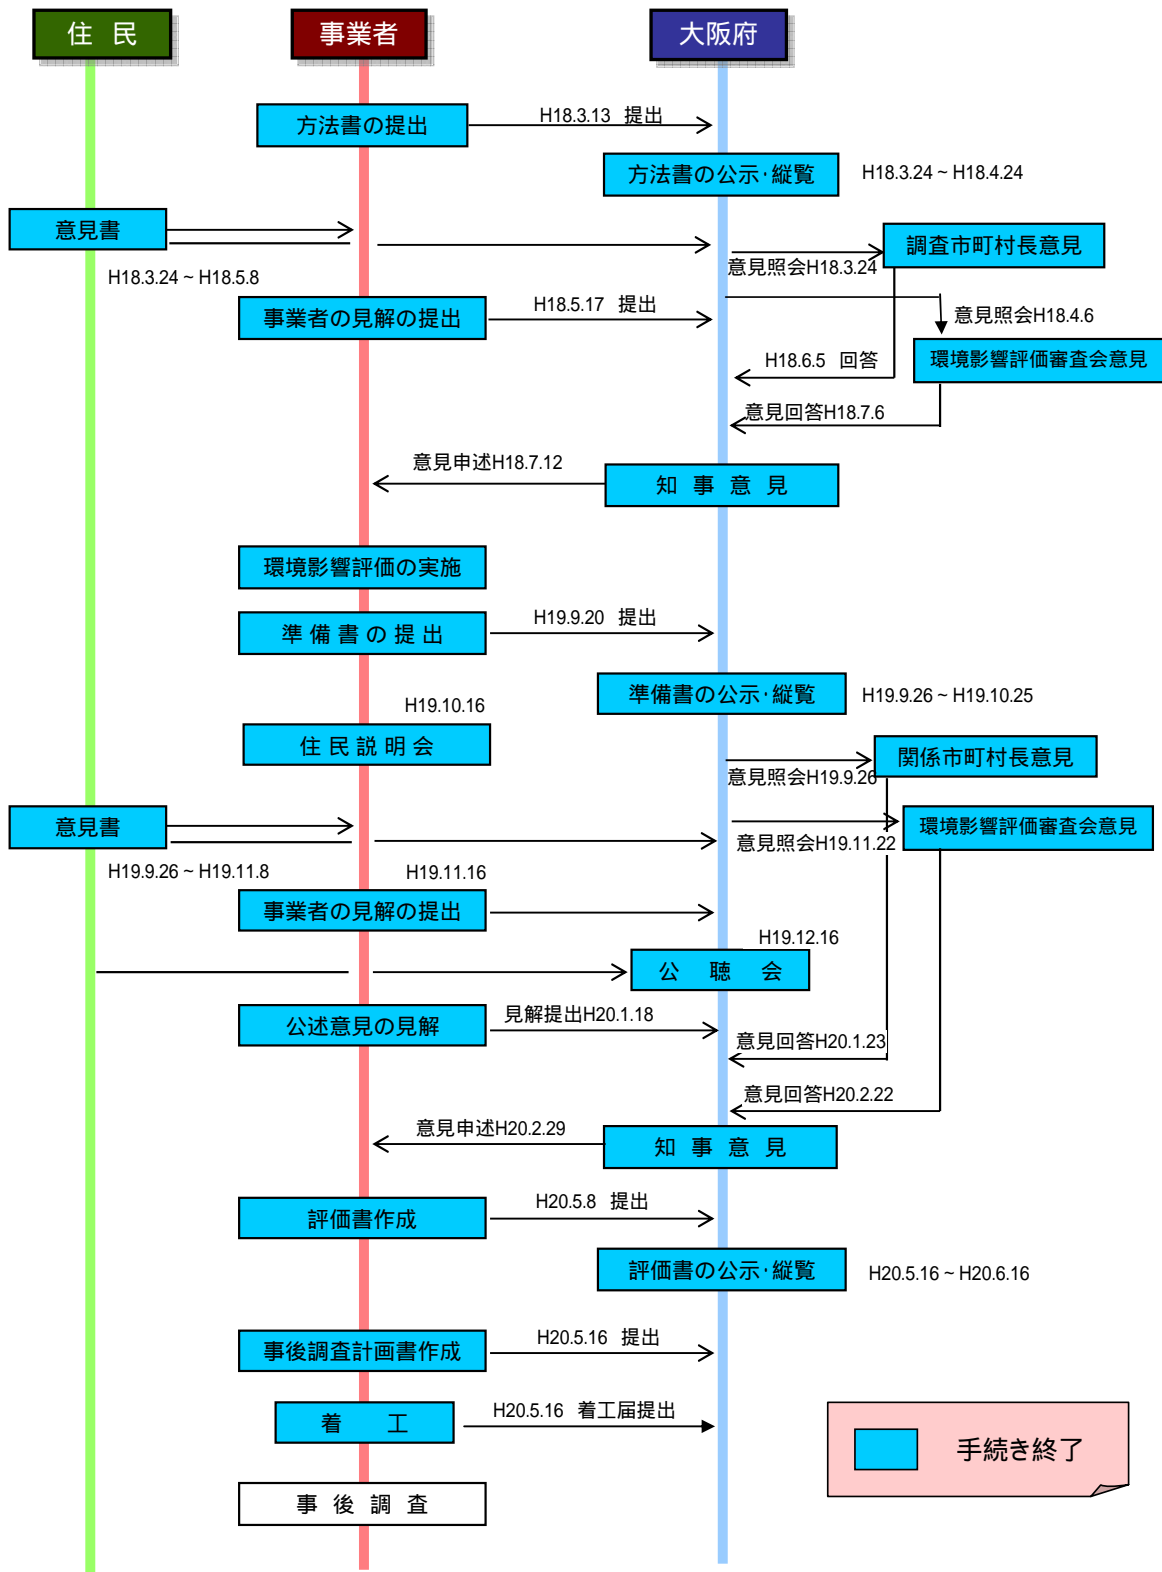 住 民
事業者
大阪府
方法書の提出
H18.3.13 提出
方法書の公示・縦覧
H18.3.24 ~ H18.4.24
意見書
H18.3.24 ~ H18.5.8
意見照会H18.3.24
調査市町村長意見
事業者の見解の提出
H18.5.17 提出
意見照会H18.4.6
環境影響評価審査会意見
H18.6.5 回答
意見回答H18.7.6
意見申述H18.7.12
知 事 意 見
環境影響評価の実施
準 備 書 の 提 出
H19.9.20 提出
準備書の公示・縦覧
H19.9.26 ~ H19.10.25
H19.10.16
住 民 説 明 会
意見照会H19.9.26
関係市町村長意見
意見書
H19.9.26 ~ H19.11.8
意見照会H19.11.22
環境影響評価審査会意見
H19.11.16
事業者の見解の提出
H19.12.16
公 聴 会
公述意見の見解
見解提出H20.1.18
意見回答H20.1.23
意見回答H20.2.22
意見申述H20.2.29
知 事 意 見
評価書作成
H20.5.8 提出
評価書の公示・縦覧
H20.5.16 ~ H20.6.16
事後調査計画書作成
H20.5.16 提出
着 工
H20.5.16 着工届提出
手続き終了
事 後 調 査